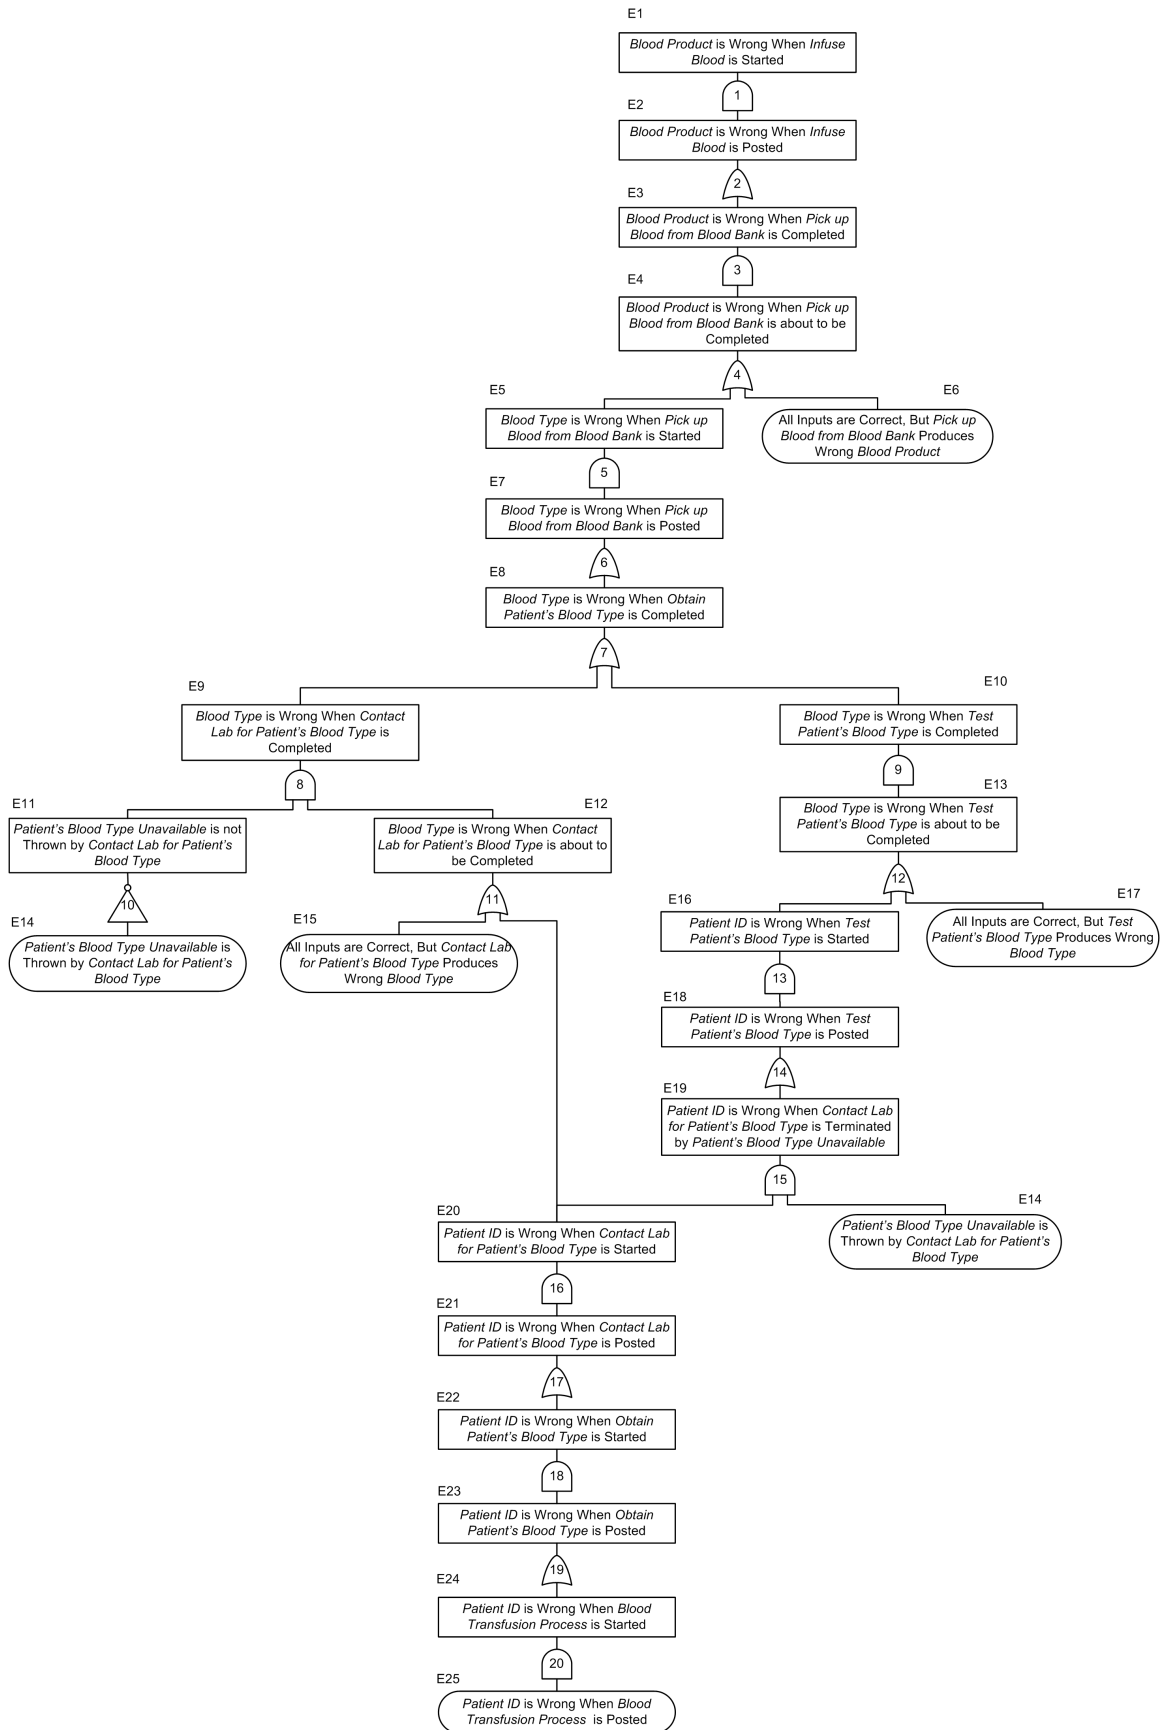 E1
Blood Product is Wrong When Infuse
Blood is Started
1
E2
Blood Product is Wrong When Infuse
Blood is Posted
2
E3
Blood Product is Wrong When Pick up
Blood from Blood Bank is Completed
3
E4
Blood Product is Wrong When Pick up
Blood from Blood Bank is about to be
Completed
4
E5
Blood Type is Wrong When Pick up
Blood from Blood Bank is Started
E6
All Inputs are Correct, But Pick up
Blood from Blood Bank Produces
Wrong Blood Product
5
E7
Blood Type is Wrong When Pick up
Blood from Blood Bank is Posted
6
E8
Blood Type is Wrong When Obtain
Patient's Blood Type is Completed
7
E9
Blood Type is Wrong When Contact
Lab for Patient's Blood Type is
Completed
E10
Blood Type is Wrong When Test
Patient's Blood Type is Completed
8
9
E11
Patient's Blood Type Unavailable is not
Thrown by Contact Lab for Patient's
Blood Type
E12
Blood Type is Wrong When Contact
Lab for Patient's Blood Type is about to
be Completed
E13
Blood Type is Wrong When Test
Patient's Blood Type is about to be
Completed
10
11
12
E14
Patient's Blood Type Unavailable is
Thrown by Contact Lab for Patient's
Blood Type
E15
All Inputs are Correct, But Contact Lab
for Patient's Blood Type Produces
Wrong Blood Type
E16
Patient ID is Wrong When Test
Patient's Blood Type is Started
E17
All Inputs are Correct, But Test
Patient's Blood Type Produces Wrong
Blood Type
13
E18
Patient ID is Wrong When Test
Patient's Blood Type is Posted
14
E19
Patient ID is Wrong When Contact Lab
for Patient's Blood Type is Terminated
by Patient's Blood Type Unavailable
15
E20
Patient ID is Wrong When Contact Lab
for Patient's Blood Type is Started
E14
Patient's Blood Type Unavailable is
Thrown by Contact Lab for Patient's
Blood Type
16
E21
Patient ID is Wrong When Contact Lab
for Patient's Blood Type is Posted
17
E22
Patient ID is Wrong When Obtain
Patient's Blood Type is Started
18
E23
Patient ID is Wrong When Obtain
Patient's Blood Type is Posted
19
E24
Patient ID is Wrong When Blood
Transfusion Process is Started
20
E25
Patient ID is Wrong When Blood
Transfusion Process is Posted